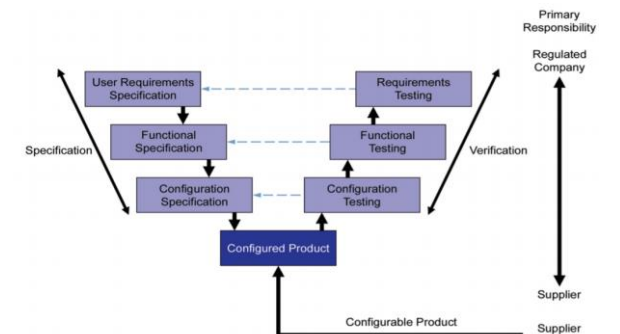 Primary
Responsibility
Regulated
Company
User Requirements
Specification
Requirements
Testing
Functional
Specification
Functional
Testing
Specification
Verification
Configuration
Specification
Configuration
Testing
Configured Product
Supplier
Configurable Product
Supplier